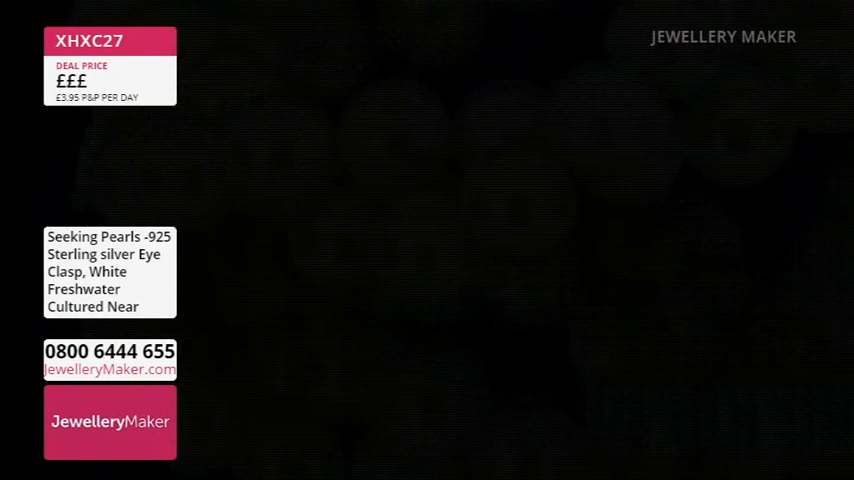 XHXC27
DEAL PRICE
£££
£3.95 P&P PER DAY
JEWELLERY MAKER
Seeking Pearls -925
Sterling silver Eye
Clasp, White
Freshwater
Cultured Near
0800 6444 655
JewelleryMaker.com
JewelleryMaker